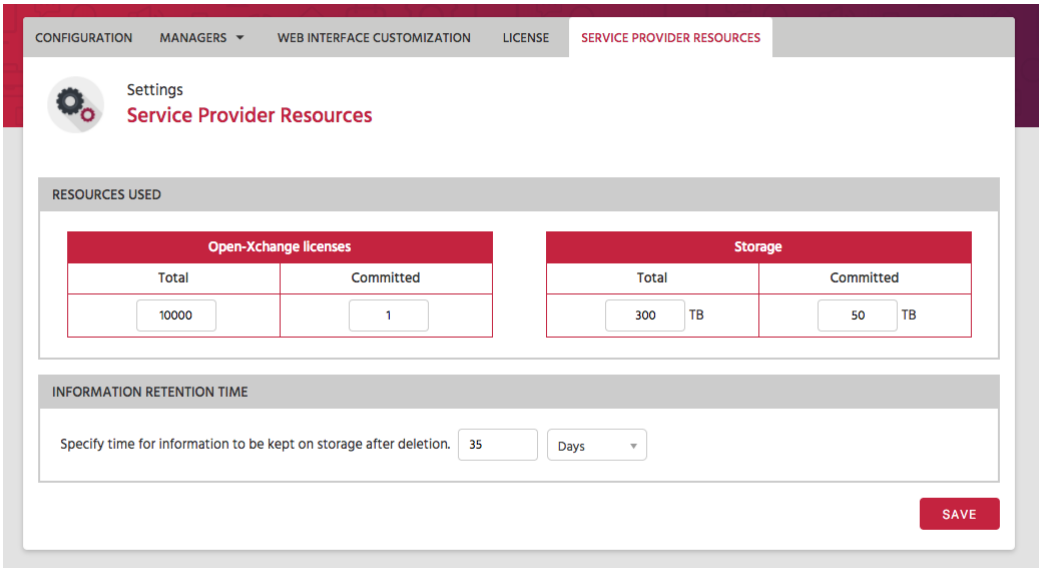 CONFIGURATION MANAGERS WEB INTERFACE CUSTOMIZATION LICENSE SERVICE PROVIDER RESOURCES
Settings
Service Provider Resources
RESOURCES USED
Open-Xchange licenses Storage
Total Committed Total Committed
10000 1 300 TB 50 TB
INFORMATION RETENTION TIME
Specify time for information to be kept on storage after deletion. 35 Days
SAVE